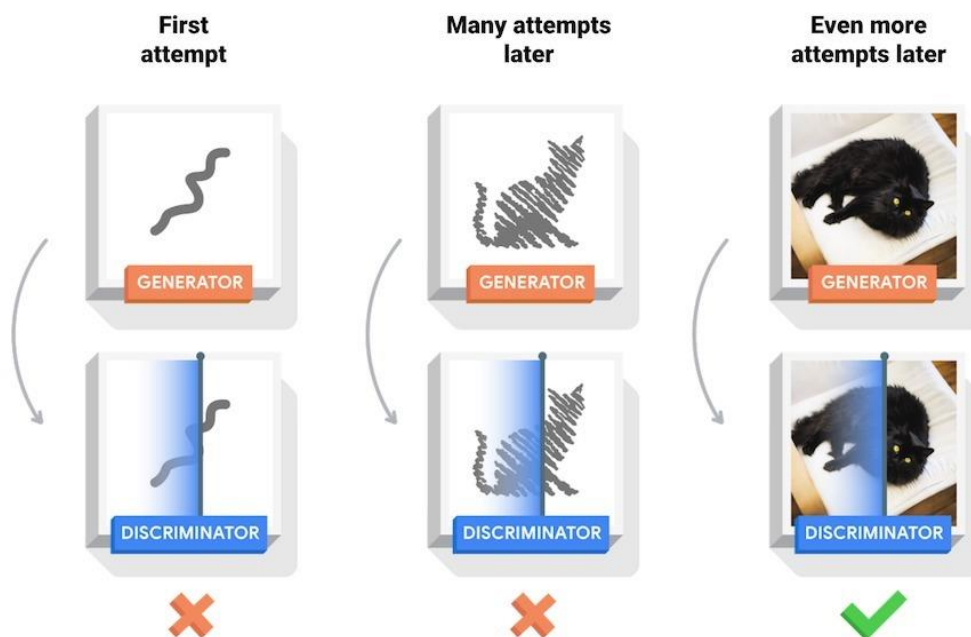 First
attempt
Many attempts
later
Even more
attempts later
GENERATOR
GENERATOR
GENERATOR
DISCRIMINATOR
DISCRIMINATOR
DISCRIMINATOR